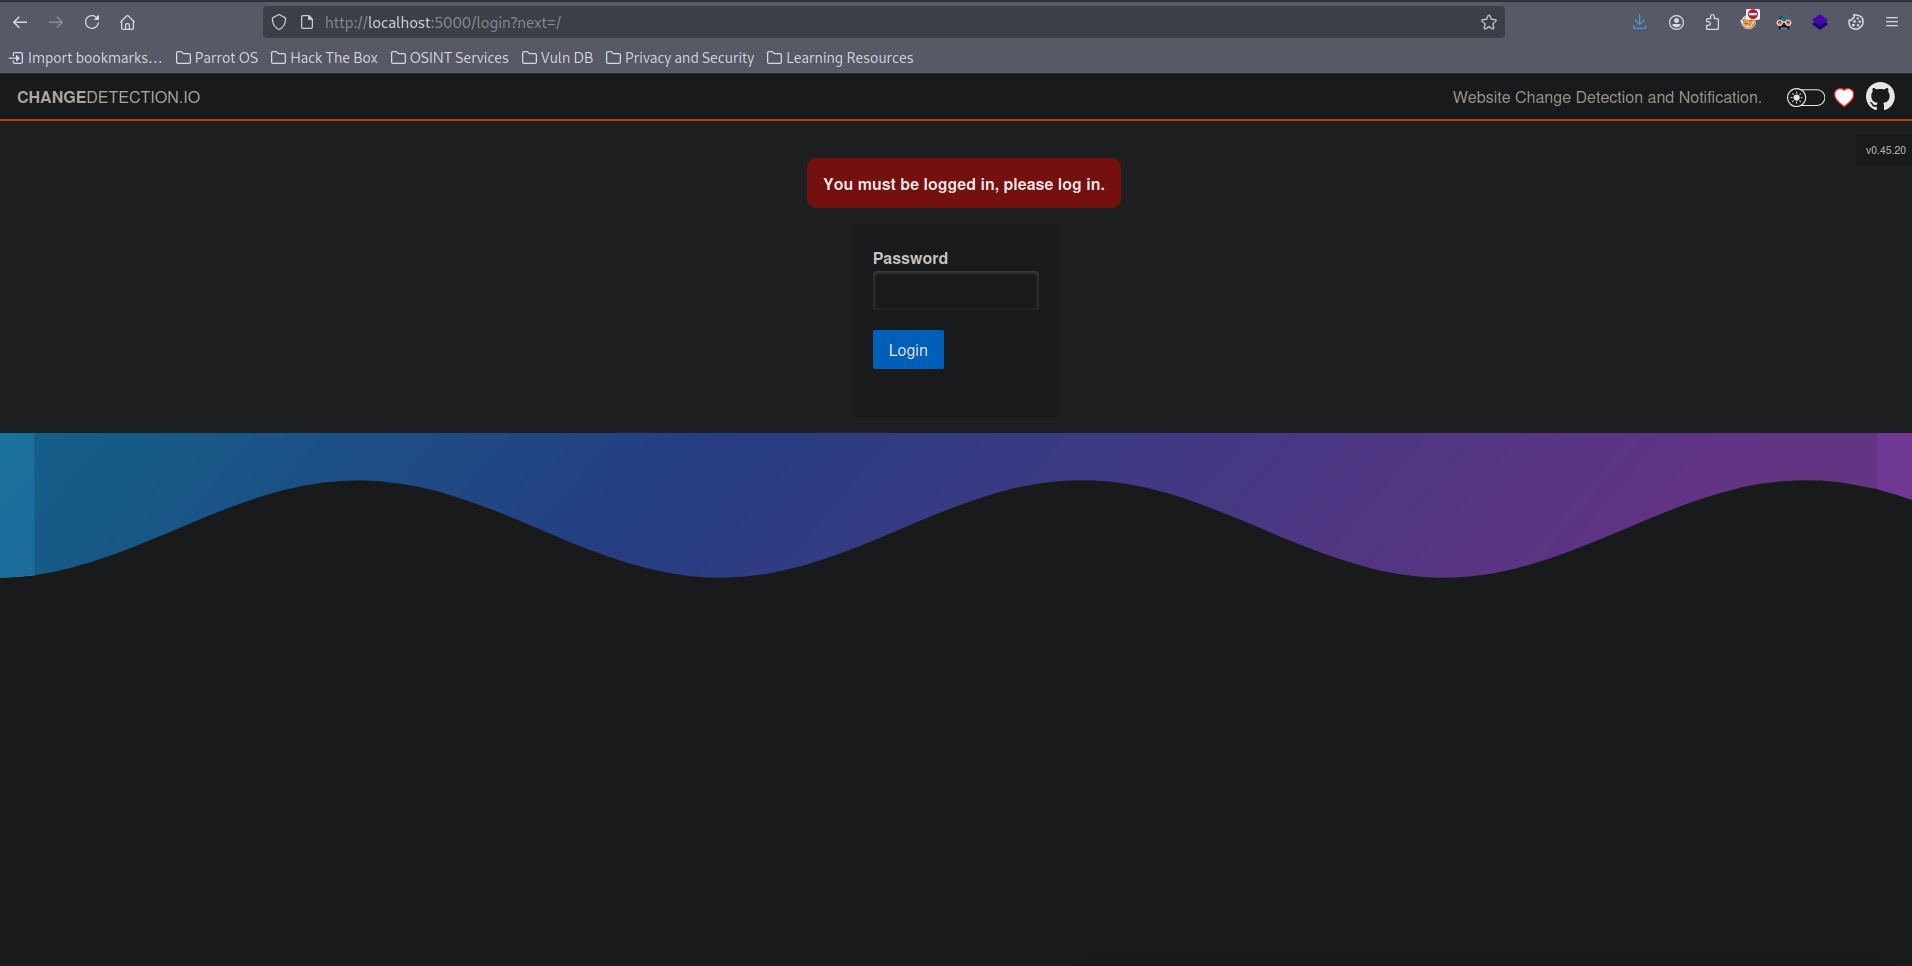 http://localhost:5000/login?next=/
Import bookmarks... Parrot OS Hack The Box OSINT Services Vuln DB Privacy and Security Learning Resources
CHANGEDETECTION.IO Website Change Detection and Notification.
v0.45.20
You must be logged in, please log in.
Password
Login